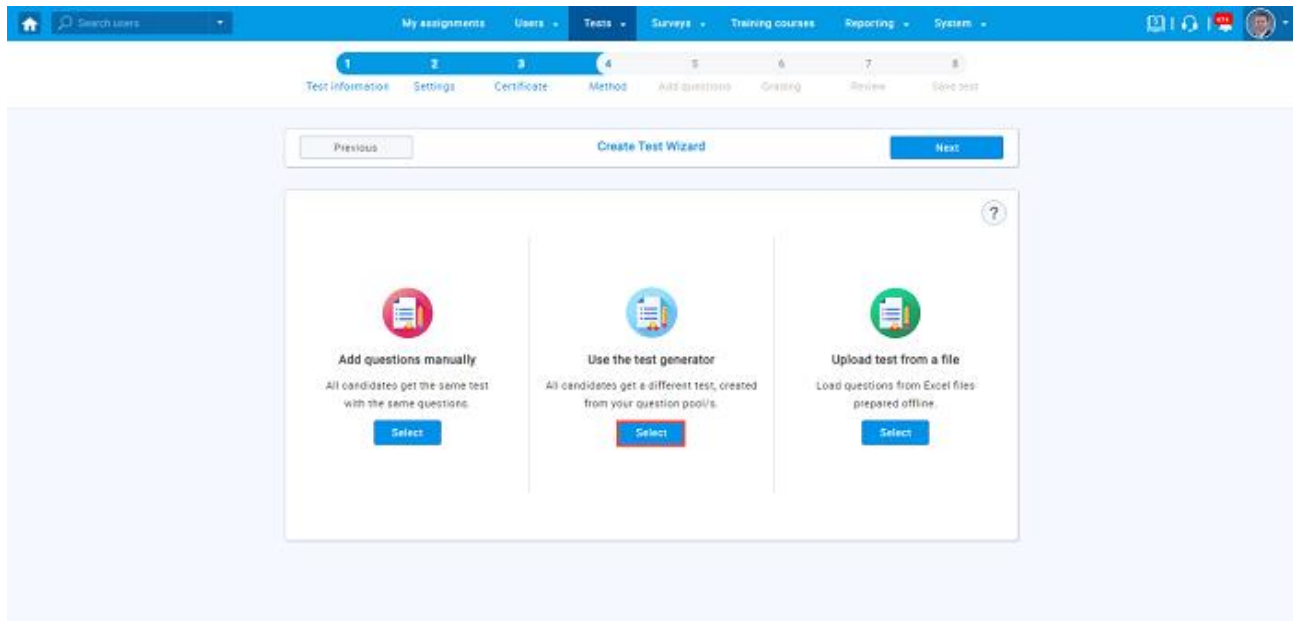 Search users
My assignments Users Tests Surveys Training courses Reporting System
1 2 3 4 5 6 7 8
Test information Settings Certificate Method Add questions Grading Review Save test
Previous Create Test Wizard Next
?
Add questions manually
All candidates get the same test
with the same questions.
Select
Use the test generator
All candidates get a different test, created
from your question pool/s.
Select
Upload test from a file
Load questions from Excel files
prepared offline.
Select